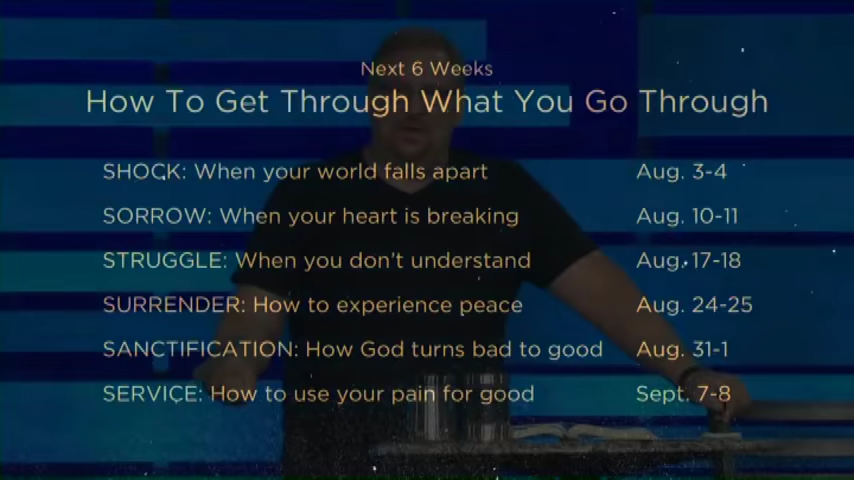 Next 6 Weeks
How To Get Through What You Go Through
SHOCK: When your world falls apart Aug. 3-4
SORROW: When your heart is breaking Aug. 10-11
STRUGGLE: When you don't understand Aug. 17-18
SURRENDER: How to experience peace Aug. 24-25
SANCTIFICATION: How God turns bad to good Aug. 31-1
SERVICE: How to use your pain for good Sept. 7-8